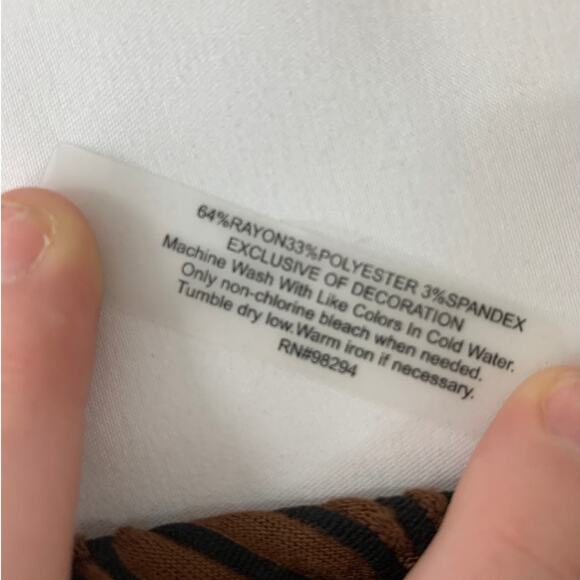 64%RAYON33%POLYESTER 3%SPANDEX
EXCLUSIVE OF DECORATION
Machine Wash With Like Colors In Cold Water.
Only non-chlorine bleach when needed.
Tumble dry low.Warm iron if necessary.
RN#98294